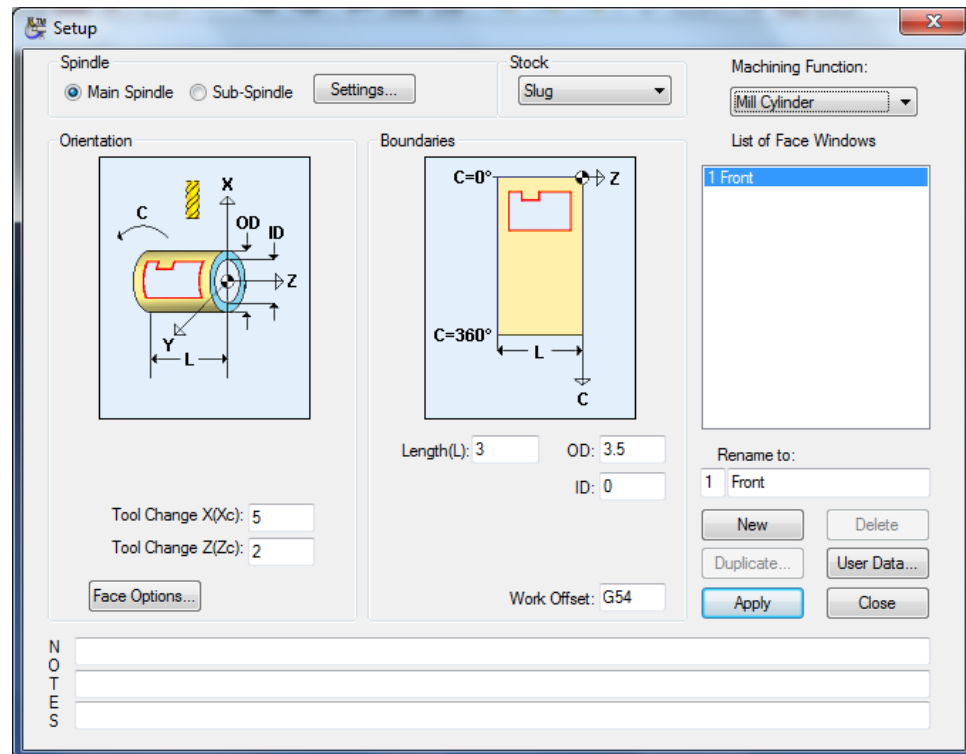 Setup
Spindle
Main Spindle
Sub-Spindle
Settings...
Stock
Slug
Machining Function:
Mill Cylinder
Orientation
X
C
OD
ID
Z
Y
L
Tool Change X(Xc): 5
Tool Change Z(Zc): 2
Face Options...
Boundaries
C=0°
Z
C=360°
L
C
Length(L): 3
OD: 3.5
ID: 0
Work Offset: G54
List of Face Windows
1 Front
Rename to:
1 Front
New
Delete
Duplicate...
User Data...
Apply
Close
NOTES